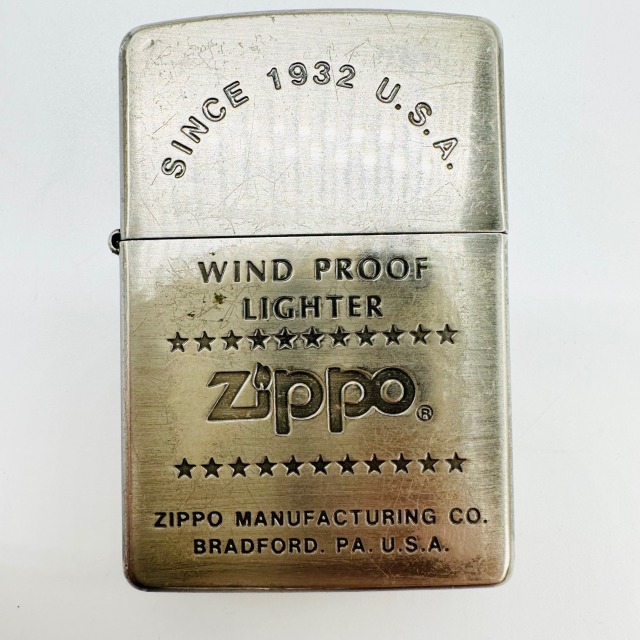 SINCE 1932 U.S.A.
WIND PROOF
LIGHTER
Zippo®
ZIPPO MANUFACTURING CO.
BRADFORD. PA. U.S.A.